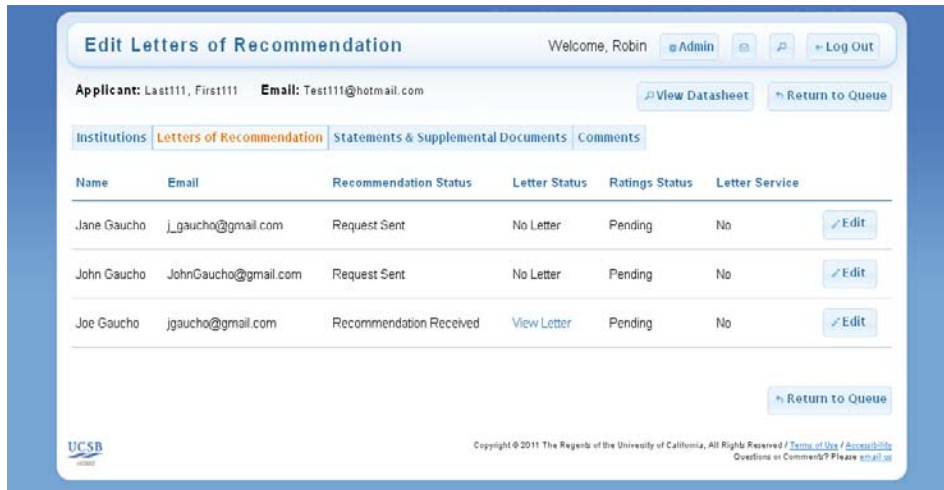 Edit Letters of Recommendation Welcome, Robin Admin Log Out
Applicant: Last111, First111 Email: Test111@hotmail.com View Datasheet Return to Queue
Institutions Letters of Recommendation Statements & Supplemental Documents Comments
Name Email Recommendation Status Letter Status Ratings Status Letter Service
Jane Gaucho j_gaucho@gmail.com Request Sent No Letter Pending No Edit
John Gaucho JohnGaucho@gmail.com Request Sent No Letter Pending No Edit
Joe Gaucho jgaucho@gmail.com Recommendation Received View Letter Pending No Edit
Return to Queue
UCSB
Copyright © 2011 The Regents of the University of California, All Rights Reserved / Terms of Use / Accessibility
Questions or Comments? Please email us